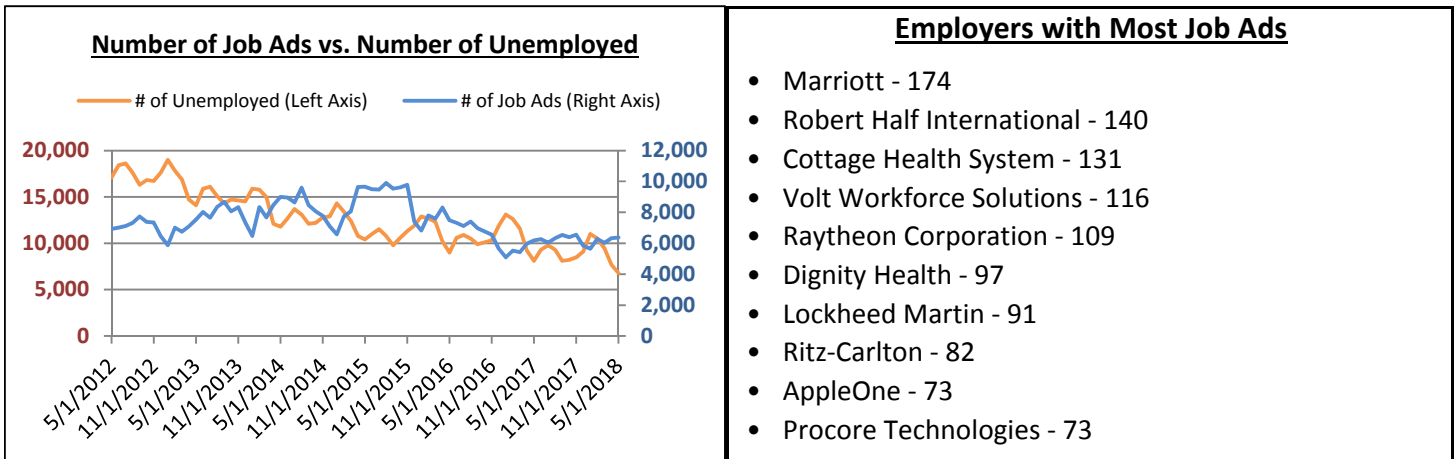 Number of Job Ads vs. Number of Unemployed
# of Unemployed (Left Axis) # of Job Ads (Right Axis)
20,000
15,000
10,000
5,000
0
12,000
10,000
8,000
6,000
4,000
2,000
0
5/1/2012
11/1/2012
5/1/2013
11/1/2013
5/1/2014
11/1/2014
5/1/2015
11/1/2015
5/1/2016
11/1/2016
5/1/2017
11/1/2017
5/1/2018
Employers with Most Job Ads
• Marriott - 174
• Robert Half International - 140
• Cottage Health System - 131
• Volt Workforce Solutions - 116
• Raytheon Corporation - 109
• Dignity Health - 97
• Lockheed Martin - 91
• Ritz-Carlton - 82
• AppleOne - 73
• Procore Technologies - 73